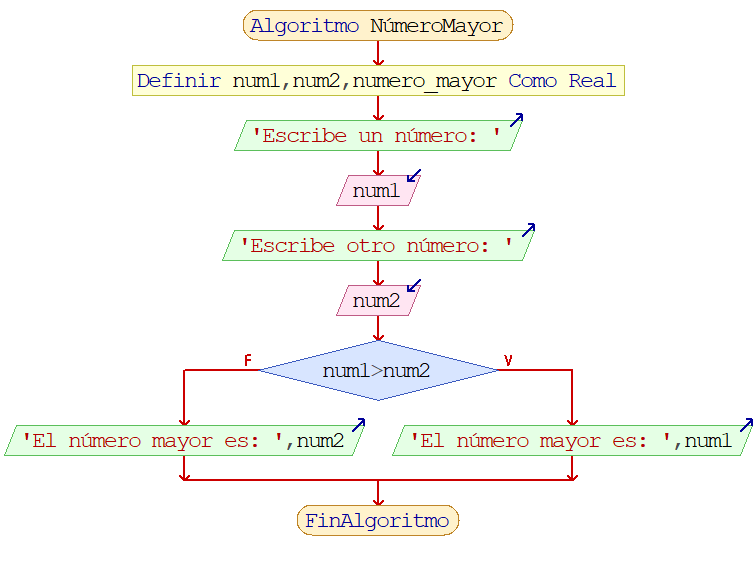 Algoritmo NúmeroMayor
Definir num1,num2,numero_mayor Como Real
'Escribe un número: '
num1
'Escribe otro número: '
num2
F
V
num1>num2
'El número mayor es: ',num2
'El número mayor es: ',num1
FinAlgoritmo